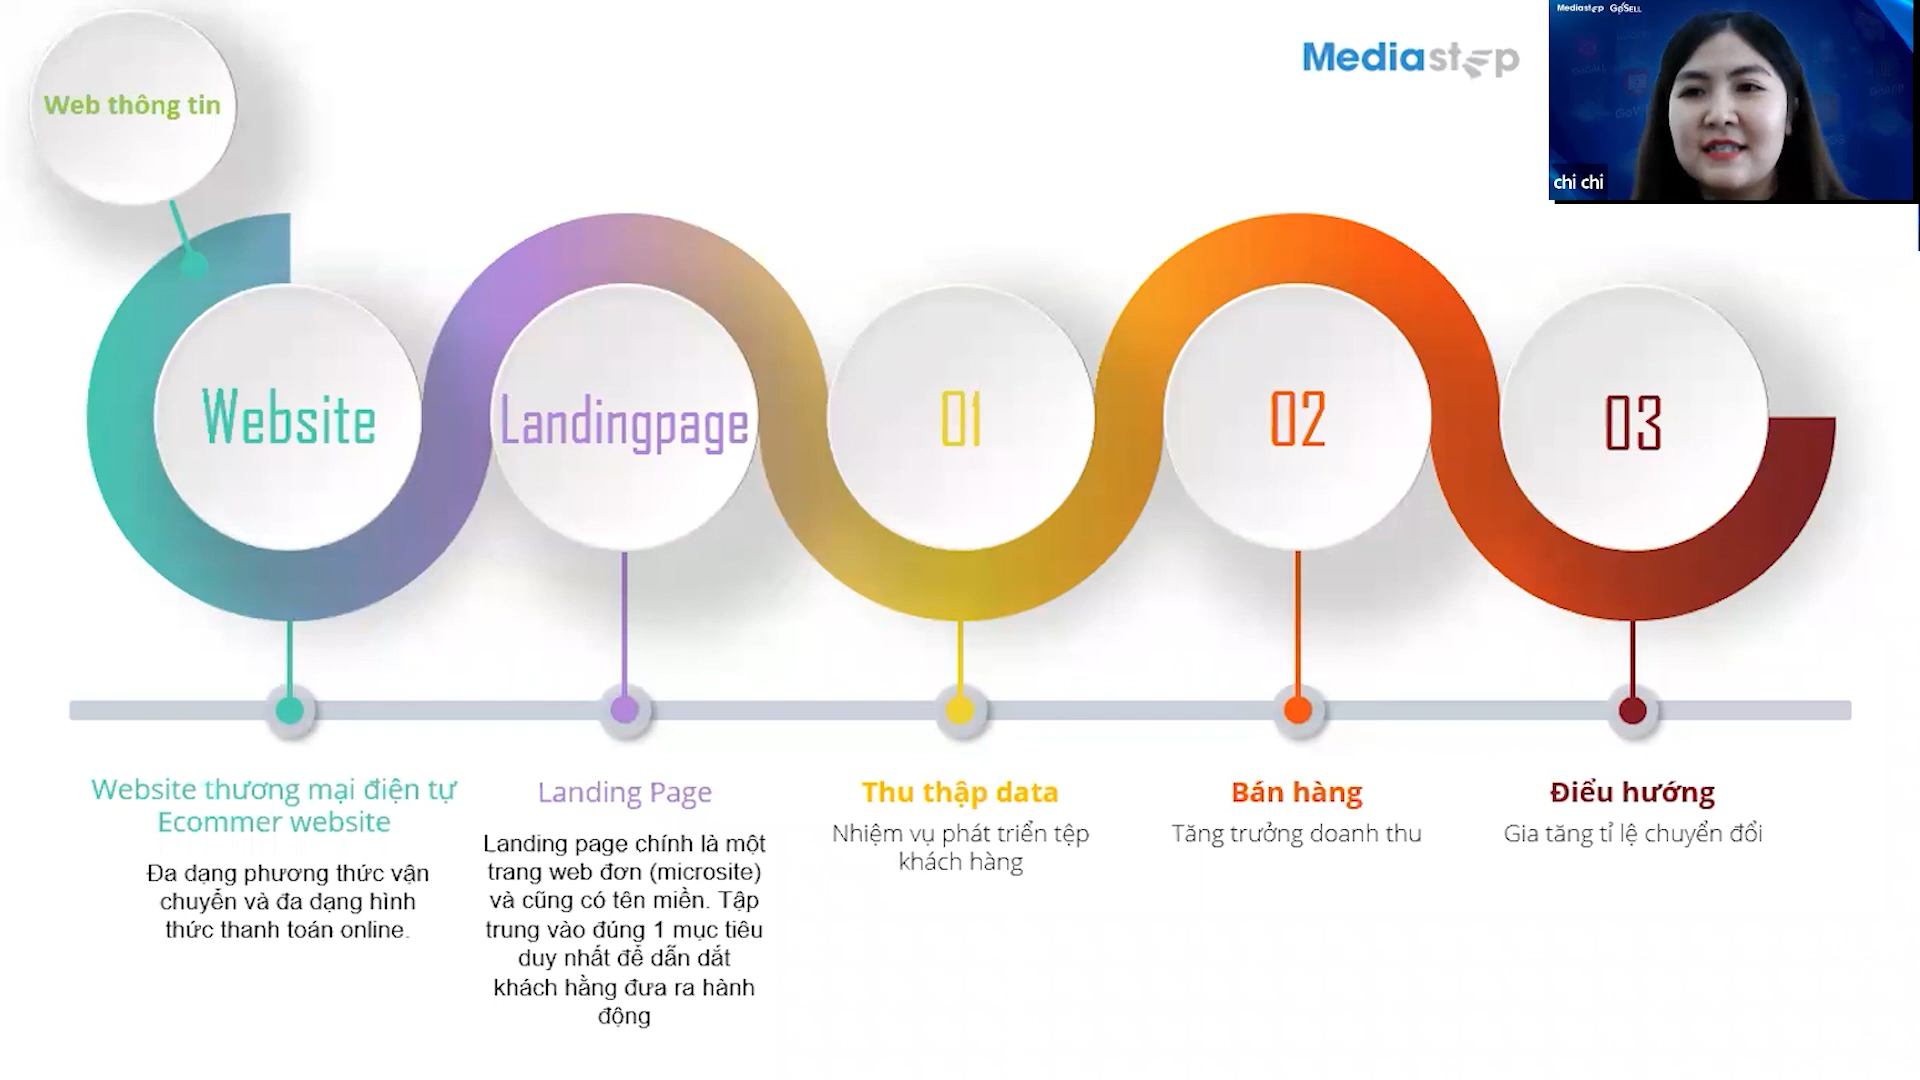 Mediastep GoSELL
Mediastep
Web thông tin
chi chi
Website
Landingpage
01
02
03
Website thương mại điện tự
Ecommer website
Đa dạng phương thức vận
chuyển và đa dạng hình
thức thanh toán online.
Landing Page
Landing page chính là một
trang web đơn (microsite)
và cũng có tên miền. Tập
trung vào đúng 1 mục tiêu
duy nhất để dẫn dắt
khách hằng đưa ra hành
động
Thu thập data
Nhiệm vụ phát triển tệp
khách hàng
Bán hàng
Tăng trưởng doanh thu
Điểu hướng
Gia tăng tỉ lệ chuyển đổi